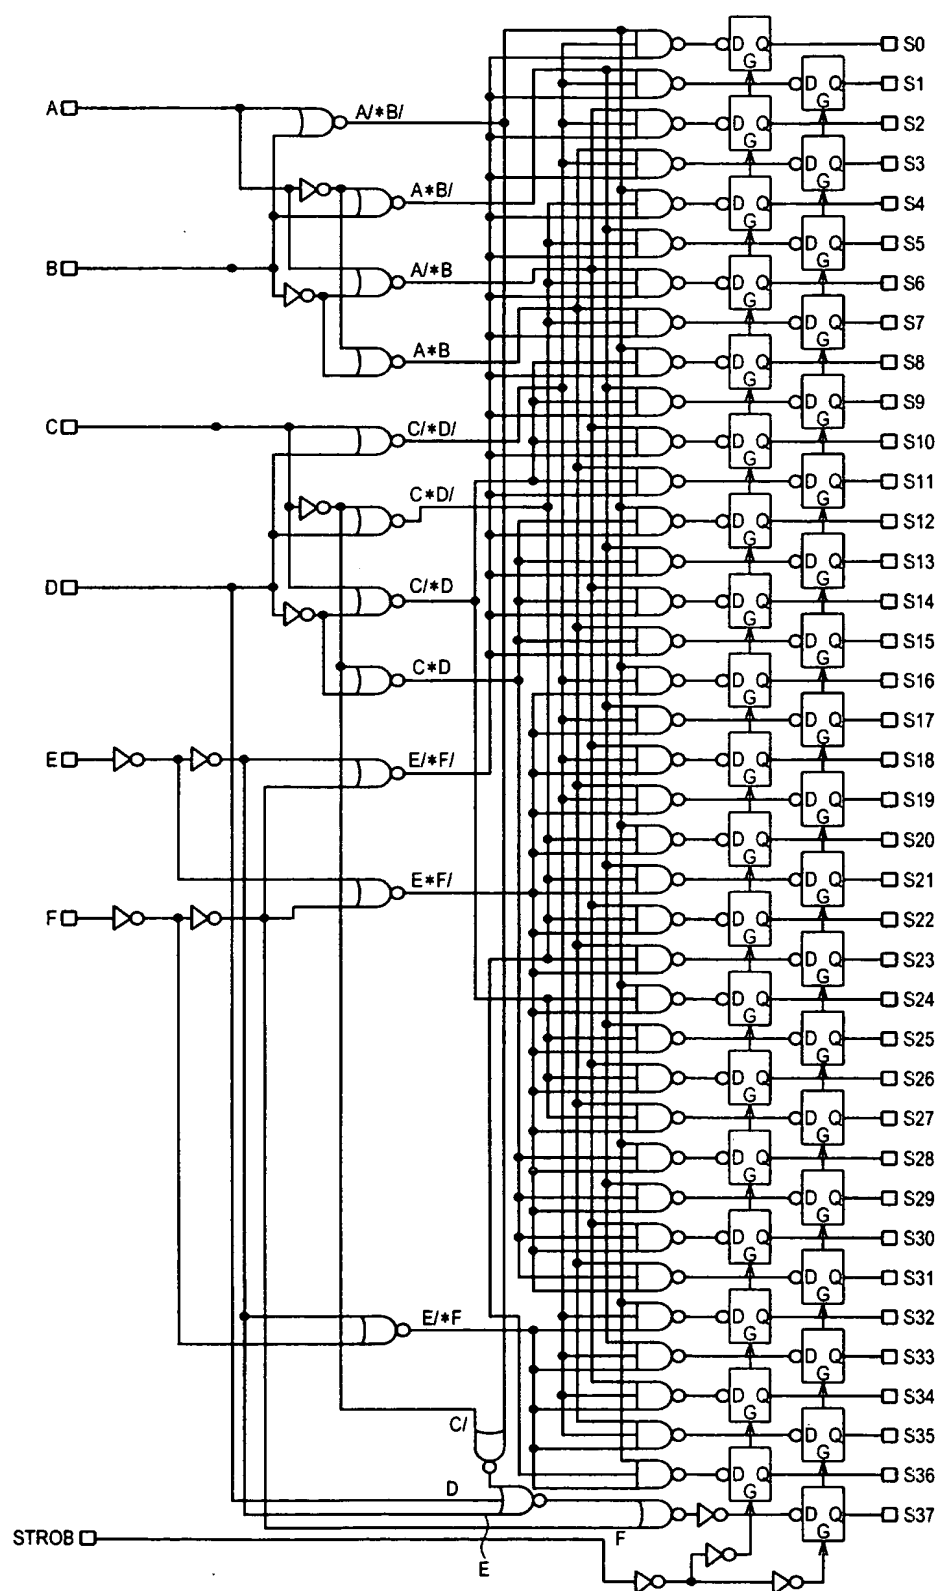 D Q G S0
D Q G S1
A A/*B/ D Q G S2
D Q G S3
A*B/ D Q G S4
D Q G S5
B A/*B D Q G S6
D Q G S7
A*B D Q G S8
D Q G S9
C C/*D/ D Q G S10
D Q G S11
C*D/ D Q G S12
D Q G S13
D C/*D D Q G S14
D Q G S15
C*D D Q G S16
D Q G S17
E E/*F/ D Q G S18
D Q G S19
D Q G S20
E*F/ D Q G S21
F D Q G S22
D Q G S23
D Q G S24
D Q G S25
D Q G S26
D Q G S27
D Q G S28
D Q G S29
D Q G S30
D Q G S31
E/*F D Q G S32
D Q G S33
D Q G S34
C/ D Q G S35
D Q G S36
D D Q G S37
STROB F
E